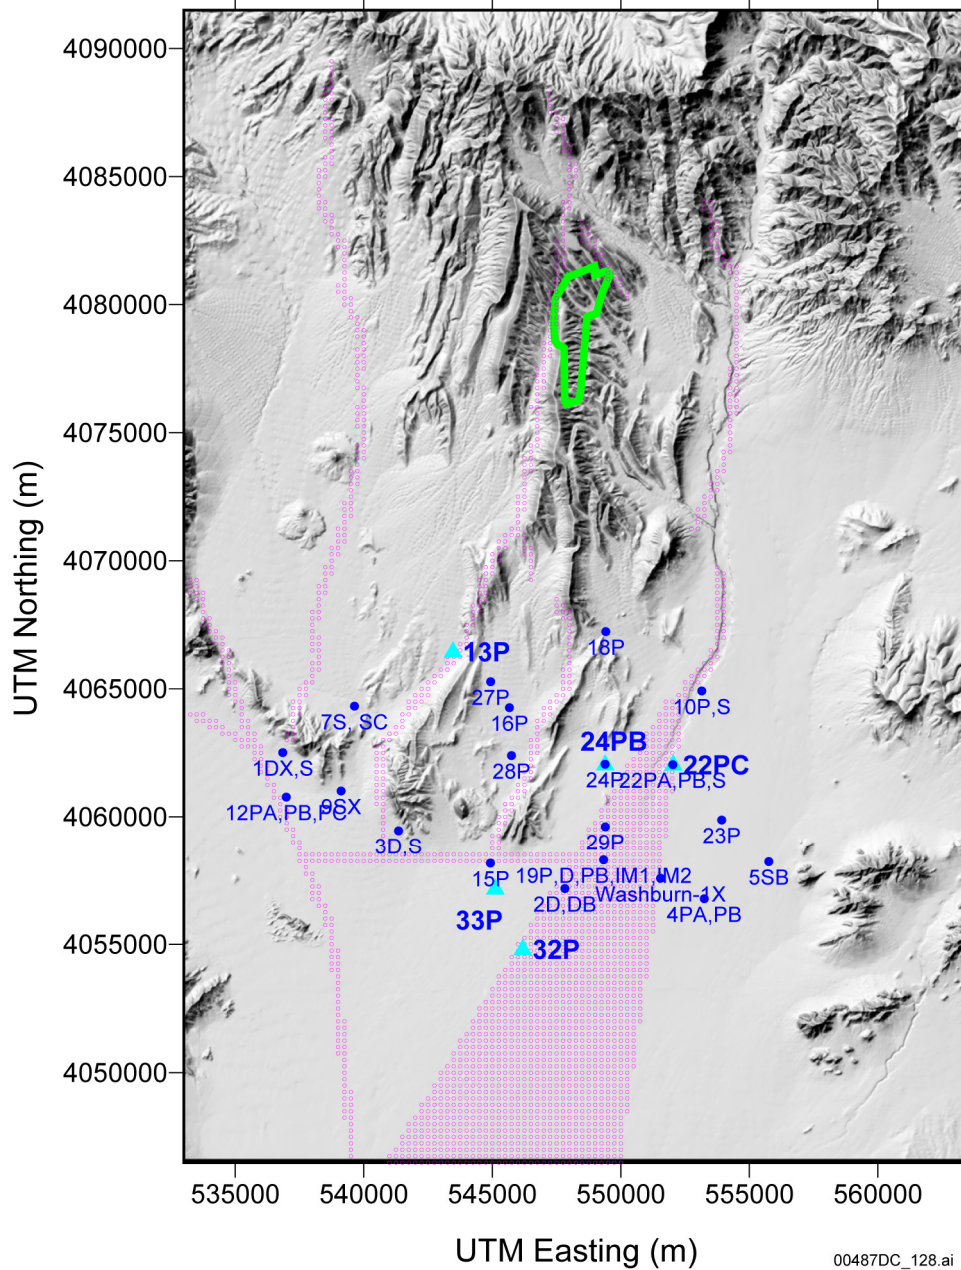 4090000
4085000
4080000
4075000
4070000
4065000
4060000
4055000
4050000
UTM Northing (m)
18P
13P
27P
10P,S
7S, SC
16P
24PB
1DX,S
28P
24P
22PA,PB,S
22PC
12PA,PB,PC
9SX
3D,S
29P
23P
15P
19P,D,PB,IM1,IM2
5SB
Washburn-1X
2D,DB
4PA,PB
33P
32P
535000 540000 545000 550000 555000 560000
UTM Easting (m)
00487DC_128.ai